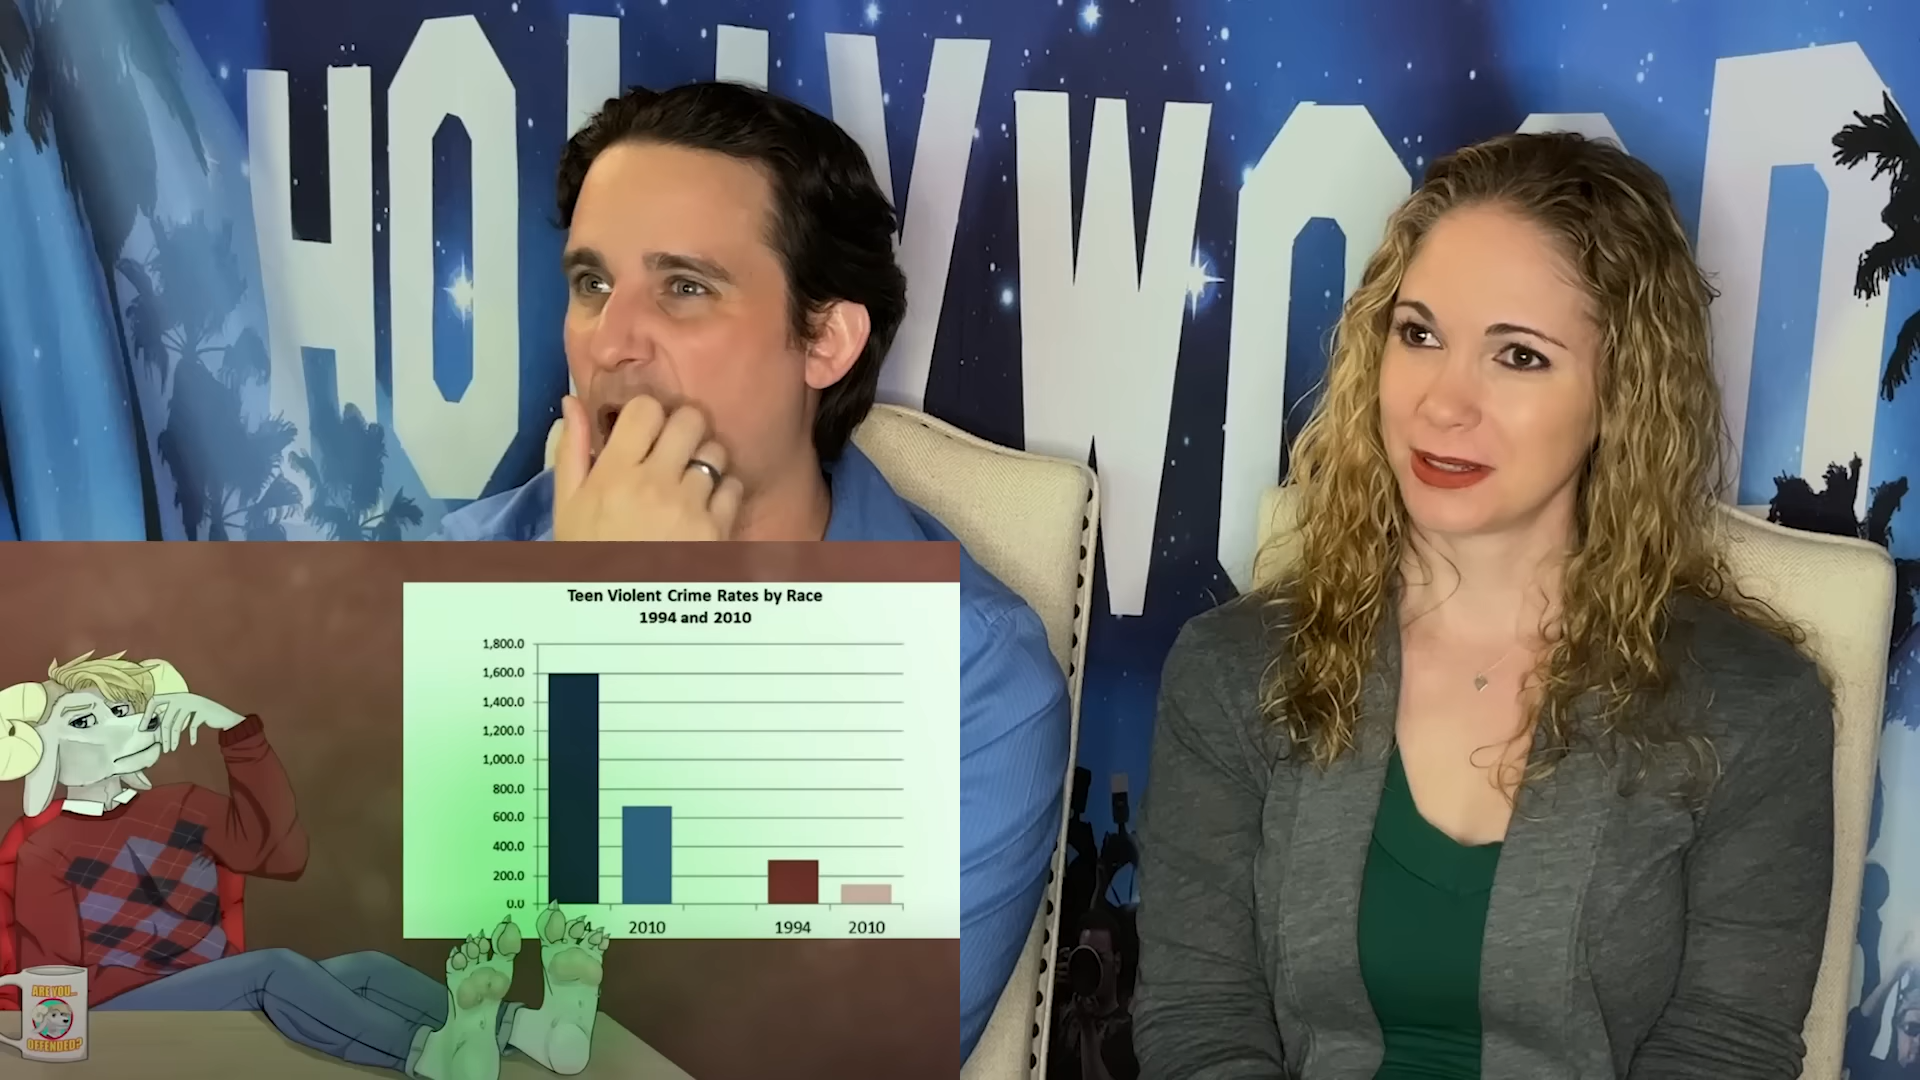 HOLLYWOOD
Teen Violent Crime Rates by Race
1994 and 2010
1,800.0
1,600.0
1,400.0
1,200.0
1,000.0
800.0
600.0
400.0
200.0
0.0
4 2010 1994 2010
ARE YOU...
OFFENDED?